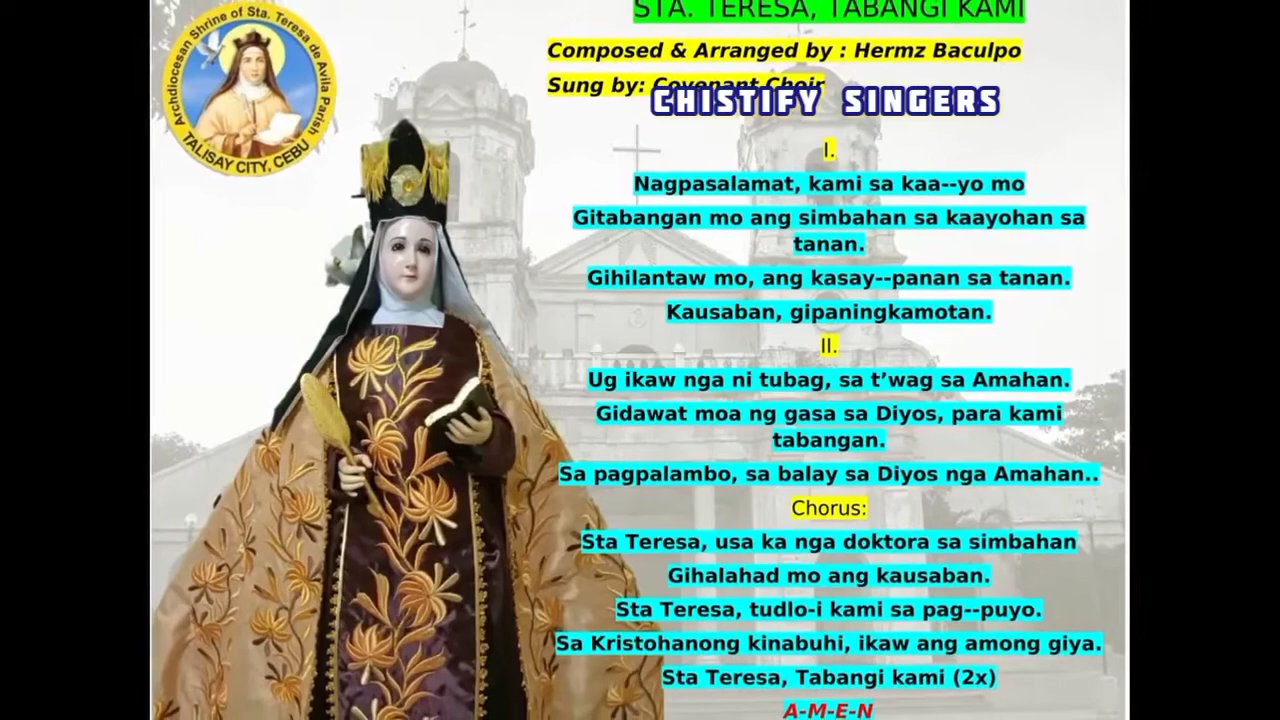 Archdiocesan Shrine of Sta. Teresa de Avila Parish
TALISAY CITY, CEBU
STA. TERESA, TABANGI KAMI
Composed & Arranged by : Hermz Baculpo
Sung by: Covenant Choir
CHISTIFY SINGERS
I.
Nagpasalamat, kami sa kaa--yo mo
Gitabangan mo ang simbahan sa kaayohan sa
tanan.
Gihilantaw mo, ang kasay--panan sa tanan.
Kausaban, gipaningkamotan.
II.
Ug ikaw nga ni tubag, sa t’wag sa Amahan.
Gidawat moa ng gasa sa Diyos, para kami
tabangan.
Sa pagpalambo, sa balay sa Diyos nga Amahan..
Chorus:
Sta Teresa, usa ka nga doktora sa simbahan
Gihalahad mo ang kausaban.
Sta Teresa, tudlo-i kami sa pag--puyo.
Sa Kristohanong kinabuhi, ikaw ang among giya.
Sta Teresa, Tabangi kami (2x)
A-M-E-N